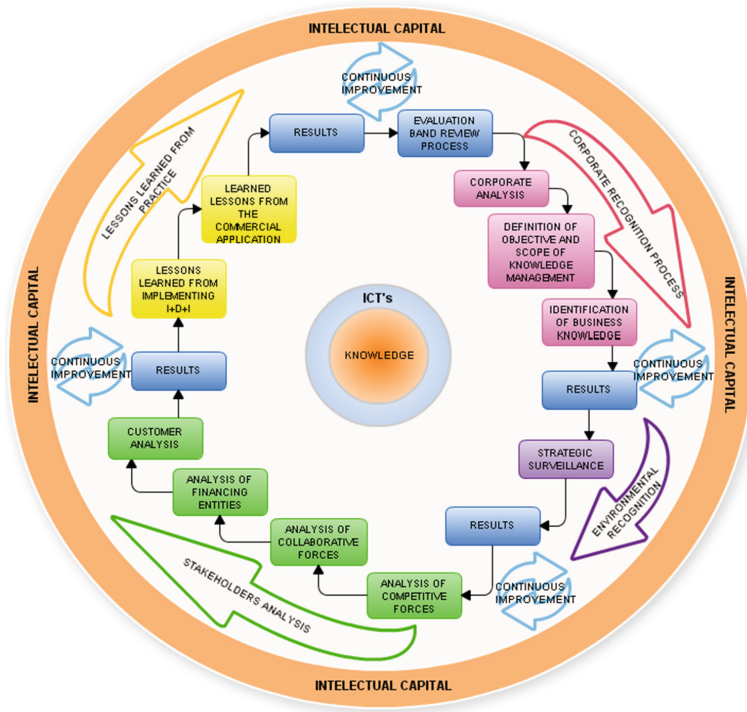 INTELECTUAL CAPITAL
CONTINUOUS
IMPROVEMENT
RESULTS
EVALUATION
BAND REVIEW
PROCESS
CORPORATE RECOGNITION PROCESS
CORPORATE
ANALYSIS
DEFINITION OF
OBJECTIVE AND
SCOPE OF
KNOWLEDGE
MANAGEMENT
IDENTIFICATION
OF BUSINESS
KNOWLEDGE
INTELECTUAL CAPITAL
CONTINUOUS
IMPROVEMENT
RESULTS
STRATEGIC
SURVEILLANCE
ENVIRONMENTAL
RECOGNITION
RESULTS
CONTINUOUS
IMPROVEMENT
ANALYSIS OF
COMPETITIVE
FORCES
ANALYSIS OF
COLLABORATIVE
FORCES
ANALYSIS OF
FINANCING
ENTITIES
CUSTOMER
ANALYSIS
STAKEHOLDERS ANALYSIS
INTELECTUAL CAPITAL
RESULTS
CONTINUOUS
IMPROVEMENT
INTELECTUAL CAPITAL
LESSONS
LEARNED FROM
IMPLEMENTING
I+D+I
LEARNED
LESSONS FROM
THE
COMMERCIAL
APPLICATION
LESSONS LEARNED FROM
PRACTICE
ICT's
KNOWLEDGE